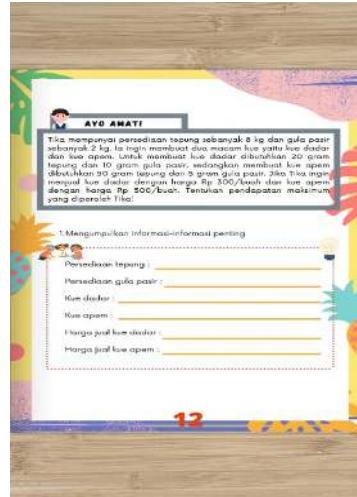 AYO AMATI
Tika mempunyai persediaan tepung sebanyak 8 kg dan gula pasir
sebanyak 2 kg. Ia ingin membuat dua macam kue yaitu kue dadar
dan kue apem. Untuk membuat kue dadar dibutuhkan 20 gram
tepung dan 10 gram gula pasir, sedangkan membuat kue apem
dibutuhkan 50 gram tepung dan 5 gram gula pasir. Jika Tika ingin
menjual kue dadar dengan harga Rp 300/buah dan kue apem
dengan harga Rp 500/buah. Tentukan pendapatan maksimum
yang diperoleh Tika!
1. Mengumpulkan informasi-informasi penting
Persediaan tepung :
Persediaan gula pasir :
Kue dadar :
Kue apem :
Harga jual kue dadar :
Harga jual kue apem :
12